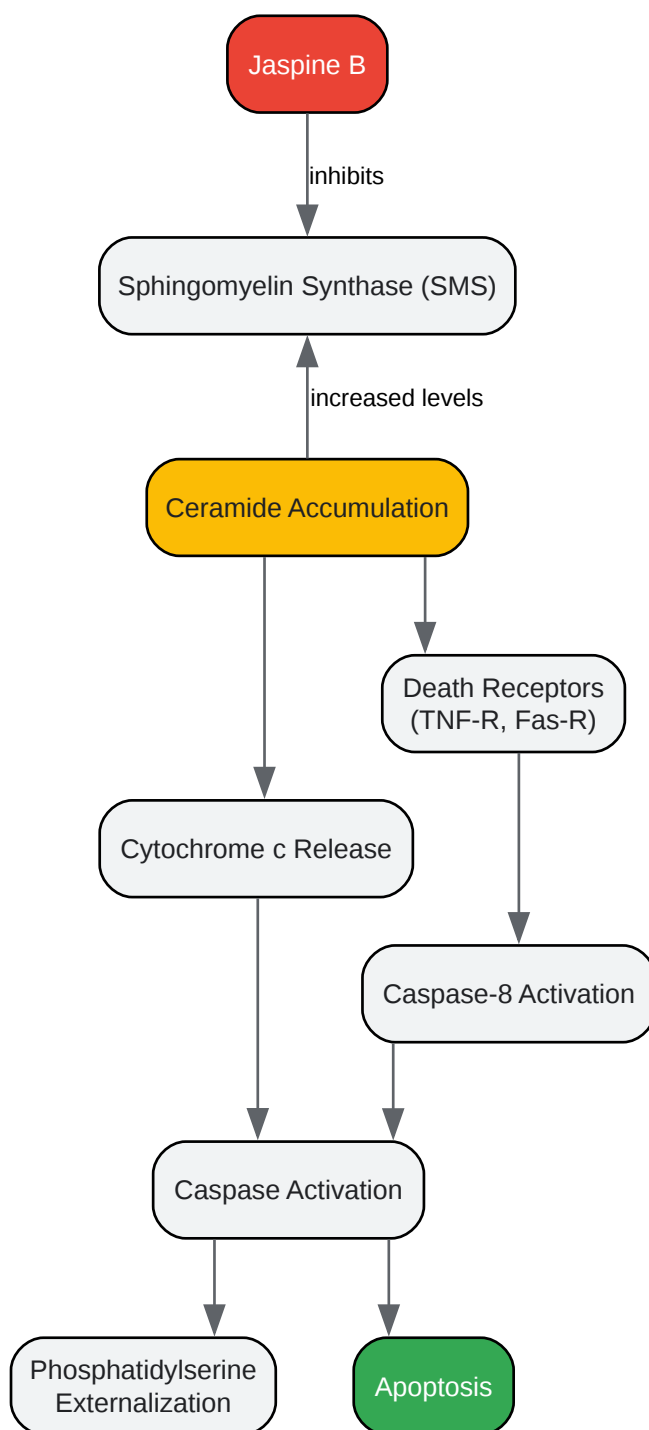 Jaspine B
inhibits
Sphingomyelin Synthase (SMS)
increased levels
Ceramide Accumulation
Death Receptors
(TNF-R, Fas-R)
Cytochrome c Release
Caspase-8 Activation
Caspase Activation
Phosphatidylserine
Externalization
Apoptosis